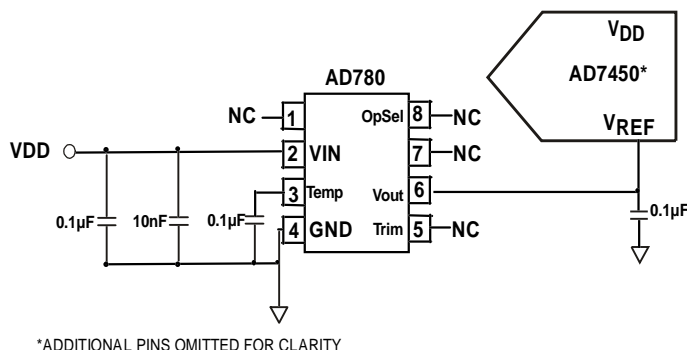 VDD
AD7450*
VREF
AD780
NC
1
OpSel
8
NC
VDD
2
VIN
7
NC
3
Temp
Vout
6
0.1µF
10nF
0.1µF
4
GND
Trim
5
NC
0.1µF
*ADDITIONAL PINS OMITTED FOR CLARITY